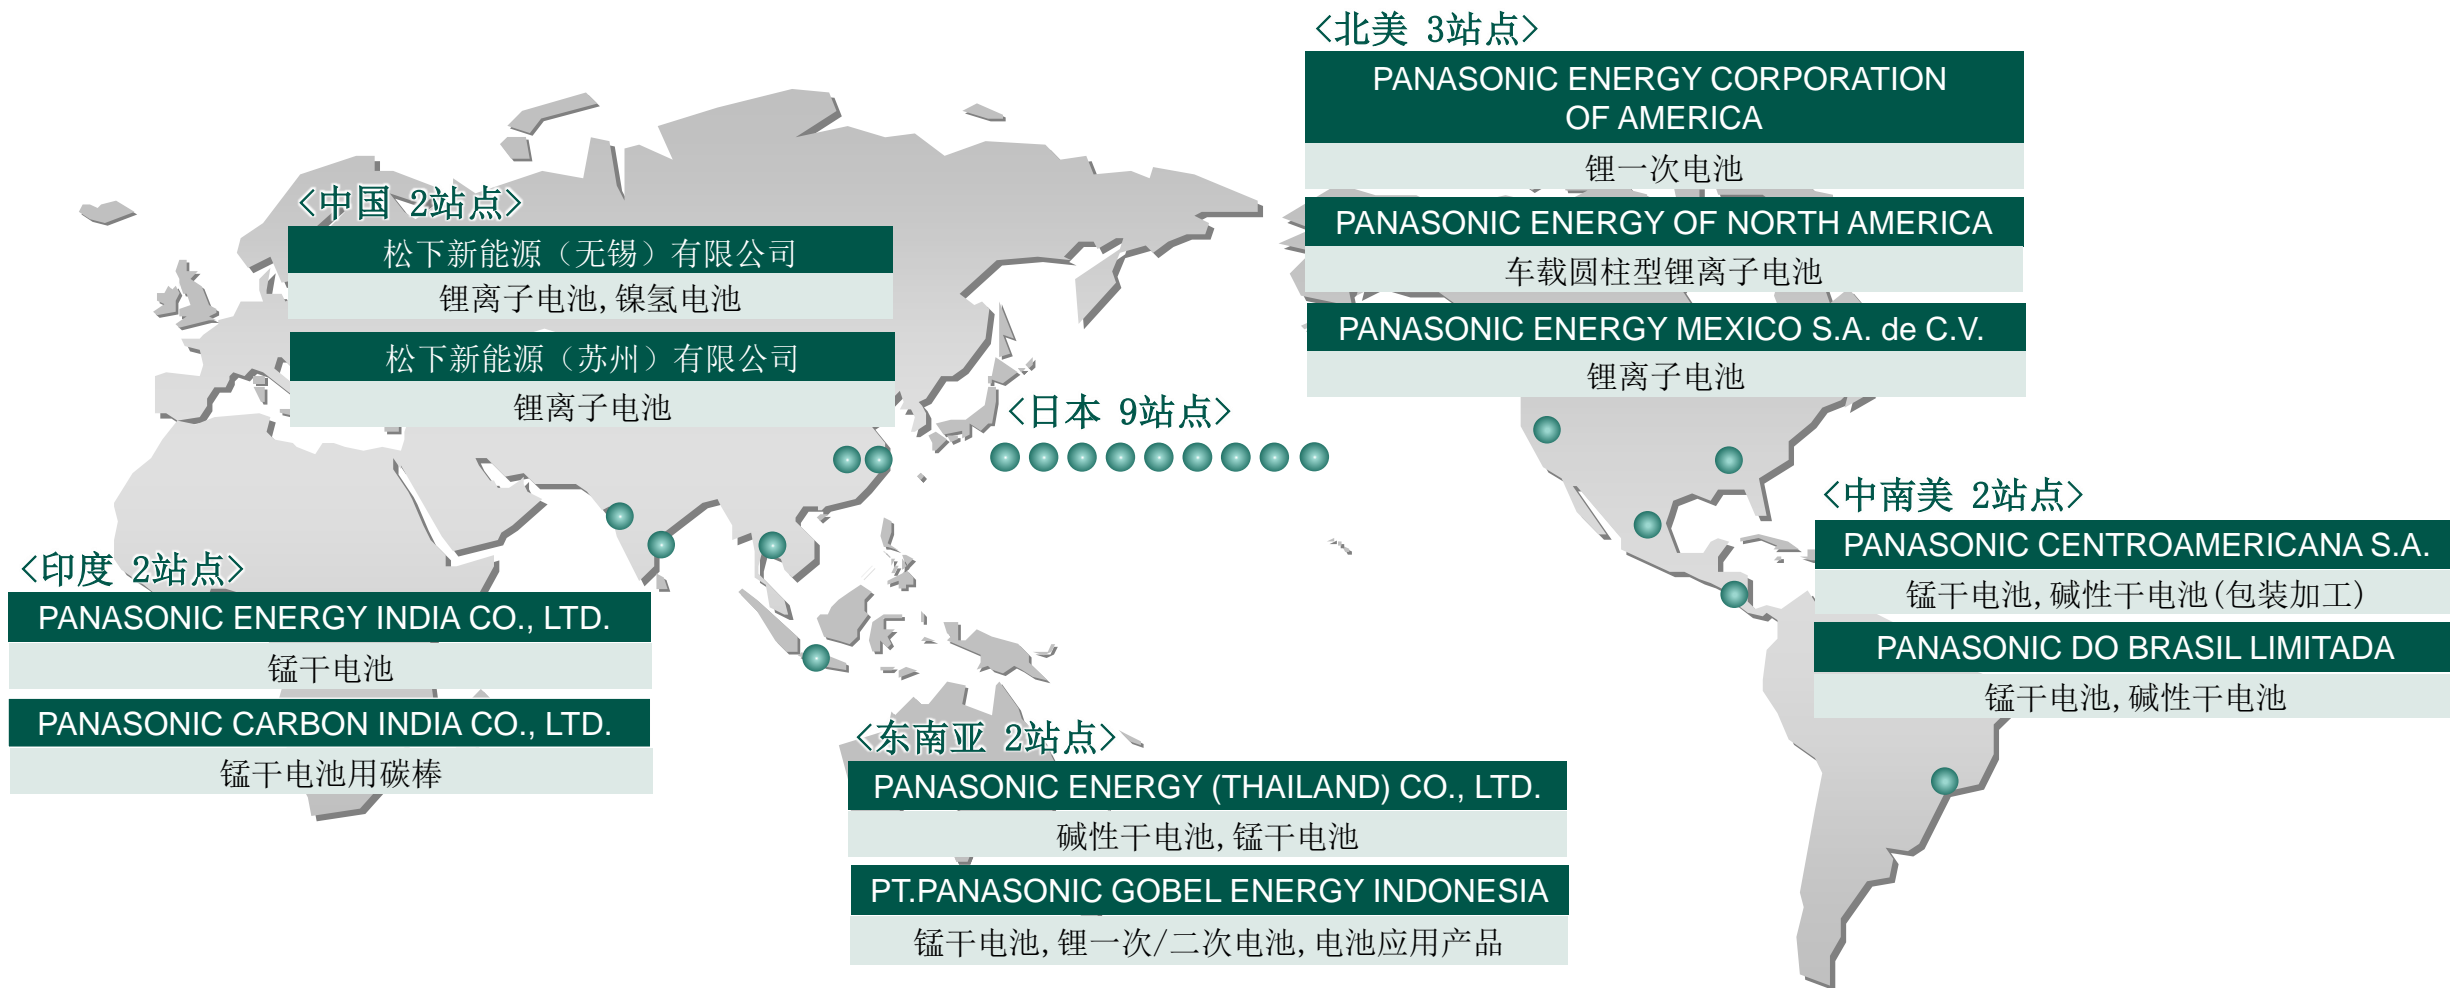 <北美 3站点>
PANASONIC ENERGY CORPORATION
OF AMERICA
锂一次电池
PANASONIC ENERGY OF NORTH AMERICA
车载圆柱型锂离子电池
PANASONIC ENERGY MEXICO S.A. de C.V.
锂离子电池
<中国 2站点>
松下新能源（无锡）有限公司
锂离子电池,镍氢电池
松下新能源（苏州）有限公司
锂离子电池
<日本 9站点>
<中南美 2站点>
PANASONIC CENTROAMERICANA S.A.
锰干电池,碱性干电池(包装加工)
PANASONIC DO BRASIL LIMITADA
锰干电池,碱性干电池
<印度 2站点>
PANASONIC ENERGY INDIA CO., LTD.
锰干电池
PANASONIC CARBON INDIA CO., LTD.
锰干电池用碳棒
<东南亚 2站点>
PANASONIC ENERGY (THAILAND) CO., LTD.
碱性干电池,锰干电池
PT.PANASONIC GOBEL ENERGY INDONESIA
锰干电池,锂一次/二次电池,电池应用产品